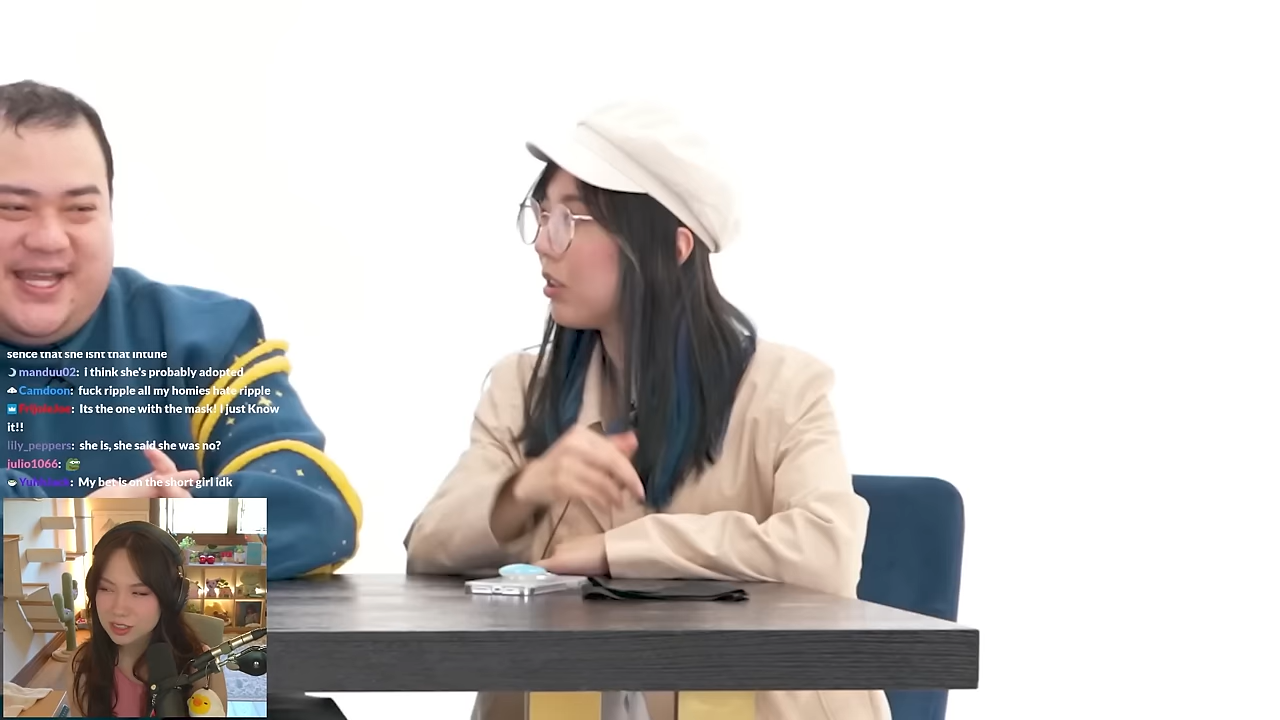 sence that she isnt that intune
manduu02: i think she's probably adopted
Camdoon: fuck ripple all my homies hate ripple
Its the one with the mask! I just Know
it!!
lilly_peppers: she is, she said she was no?
julio1066:
My bet is on the short girl idk